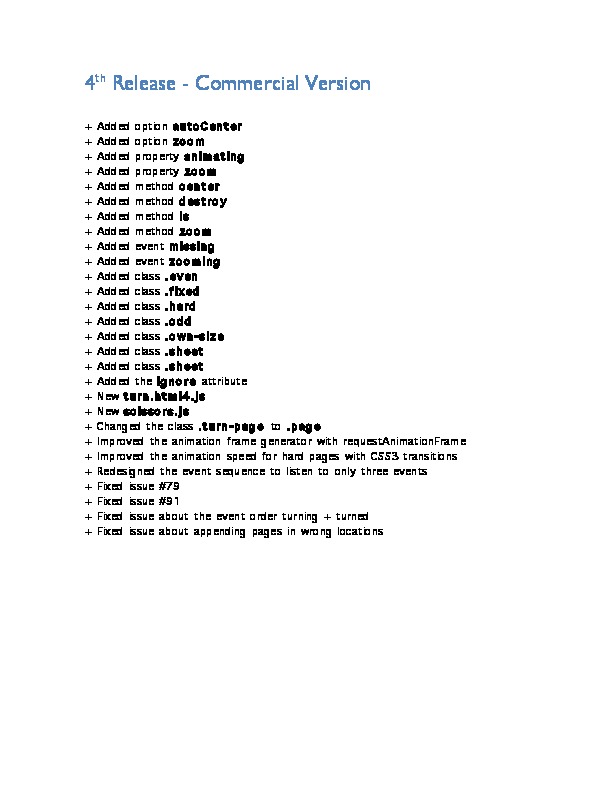 4th Release - Commercial Version
+ Added option autoCenter
+ Added option zoom
+ Added property animating
+ Added property zoom
+ Added method center
+ Added method destroy
+ Added method is
+ Added method zoom
+ Added event missing
+ Added event zooming
+ Added class .even
+ Added class .fixed
+ Added class .hard
+ Added class .odd
+ Added class .own-size
+ Added class .sheet
+ Added class .sheet
+ Added the ignore attribute
+ New turn.html4.js
+ New scissors.js
+ Changed the class .turn-page to .page
+ Improved the animation frame generator with requestAnimationFrame
+ Improved the animation speed for hard pages with CSS3 transitions
+ Redesigned the event sequence to listen to only three events
+ Fixed issue #79
+ Fixed issue #91
+ Fixed issue about the event order turning + turned
+ Fixed issue about appending pages in wrong locations